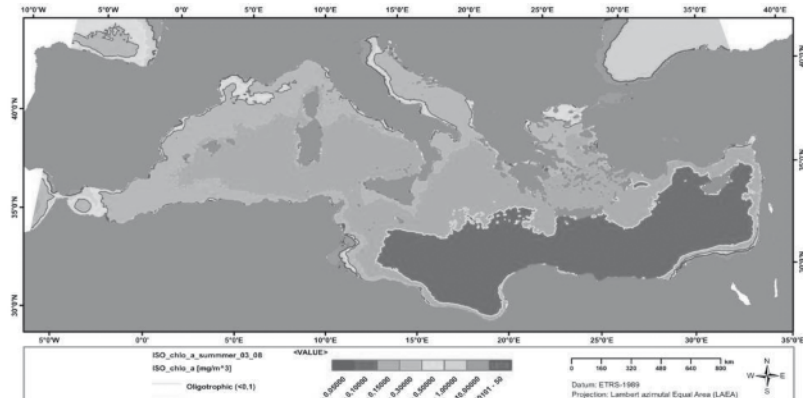 10°0'W 5°0'W 0°0'E 5°0'E 10°0'E 15°0'E 20°0'E 25°0'E 30°0'E 35°0'E 40°0'E
40°0'N
35°0'N
30°0'N
5°0'W 0°0'E 5°0'E 10°0'E 15°0'E 20°0'E 25°0'E 30°0'E 35°0'E
ISO_chlo_a_summmer_03_08
ISO_chlo_a [mg/m^3]
Oligotrophic (<0,1)
<VALUE>
0,05000
0,10000
0,15000
0,30000
0,50000
1,00000
0 160 320 480 640 800 km
Datum: ETRS-1989
Projection: Lambert azimutal Equal Area (LAEA)
N
W E
S